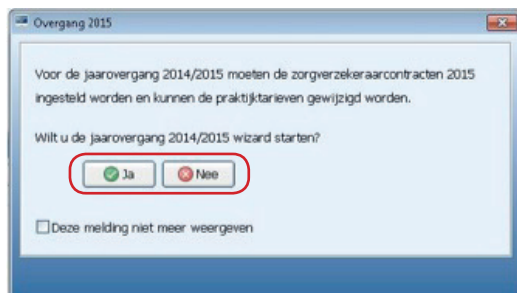 Overgang 2015
Voor de jaarovergang 2014/2015 moeten de zorgverzekeraarcontracten 2015
ingesteld worden en kunnen de praktijktarieven gewijzigd worden.
Wilt u de jaarovergang 2014/2015 wizard starten?
Ja Nee
Deze melding niet meer weergeven